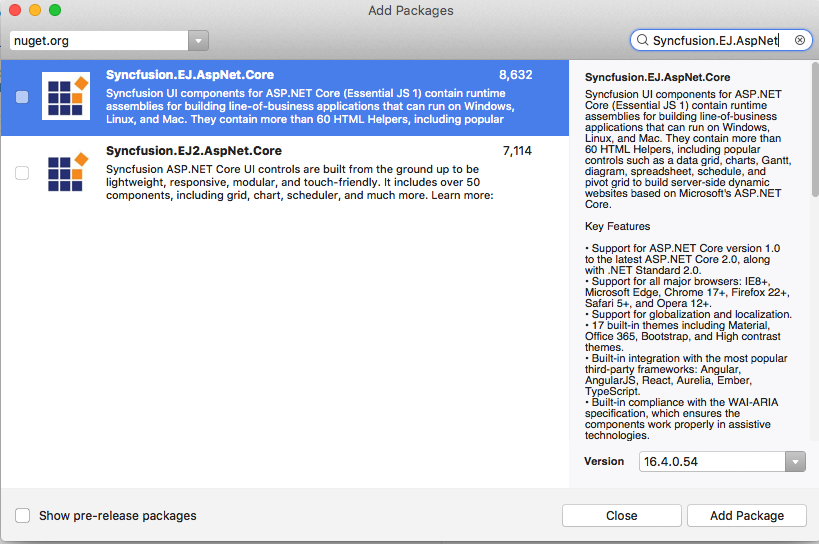 Add Packages
nuget.org
Syncfusion.EJ.AspNet
Syncfusion.EJ.AspNet.Core 8,632
Syncfusion UI components for ASP.NET Core (Essential JS 1) contain runtime
assemblies for building line-of-business applications that can run on Windows,
Linux, and Mac. They contain more than 60 HTML Helpers, including popular
Syncfusion.EJ2.AspNet.Core 7,114
Syncfusion ASP.NET Core UI controls are built from the ground up to be
lightweight, responsive, modular, and touch-friendly. It includes over 50
components, including grid, chart, scheduler, and much more. Learn more:
Syncfusion.EJ.AspNet.Core
Syncfusion UI components for ASP.NET
Core (Essential JS 1) contain runtime
assemblies for building line-of-business
applications that can run on Windows,
Linux, and Mac. They contain more than
60 HTML Helpers, including popular
controls such as a data grid, charts, Gantt,
diagram, spreadsheet, schedule, and
pivot grid to build server-side dynamic
websites based on Microsoft's ASP.NET
Core.
Key Features
• Support for ASP.NET Core version 1.0
to the latest ASP.NET Core 2.0, along
with .NET Standard 2.0.
• Support for all major browsers: IE8+,
Microsoft Edge, Chrome 17+, Firefox 22+,
Safari 5+, and Opera 12+.
• Support for globalization and localization.
• 17 built-in themes including Material,
Office 365, Bootstrap, and High contrast
themes.
• Built-in integration with the most popular
third-party frameworks: Angular,
AngularJS, React, Aurelia, Ember,
TypeScript.
• Built-in compliance with the WAI-ARIA
specification, which ensures the
components work properly in assistive
technologies.
Version 16.4.0.54
Show pre-release packages
Close
Add Package